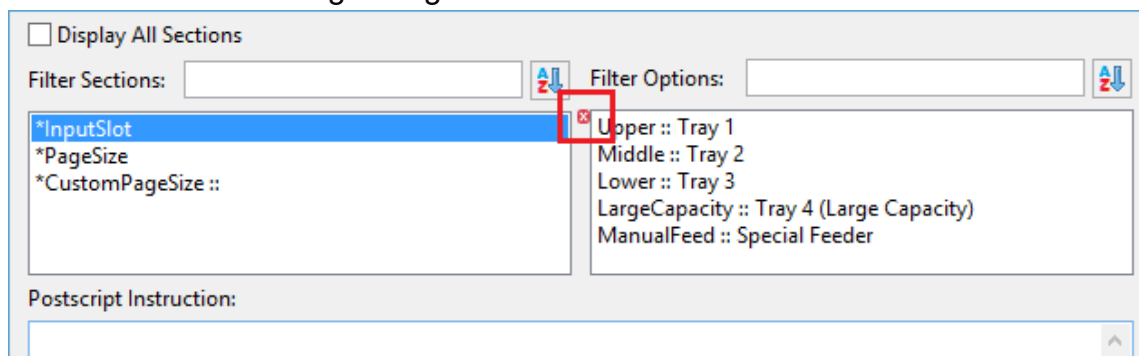 Display All Sections
Filter Sections:
Filter Options:
*InputSlot
*PageSize
*CustomPageSize ::
Upper :: Tray 1
Middle :: Tray 2
Lower :: Tray 3
LargeCapacity :: Tray 4 (Large Capacity)
ManualFeed :: Special Feeder
Postscript Instruction: